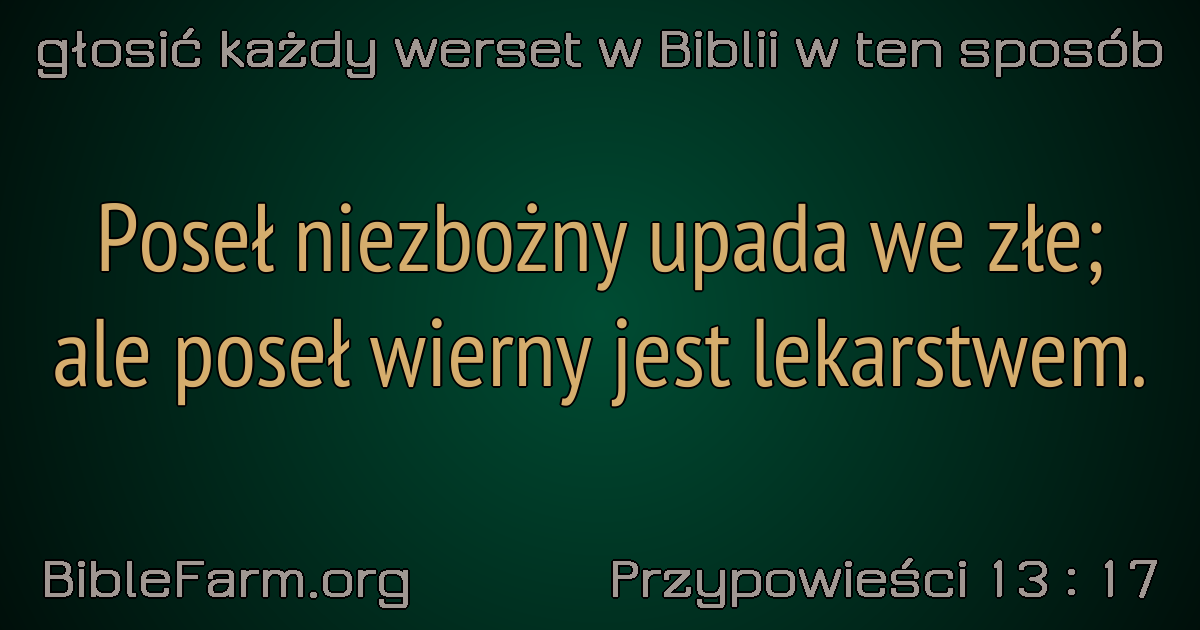 głosić każdy werset w Biblii w ten sposób
Poseł niezbożny upada we złe;
ale poseł wierny jest lekarstwem.
BibleFarm.org
Przypowieści 13 : 17